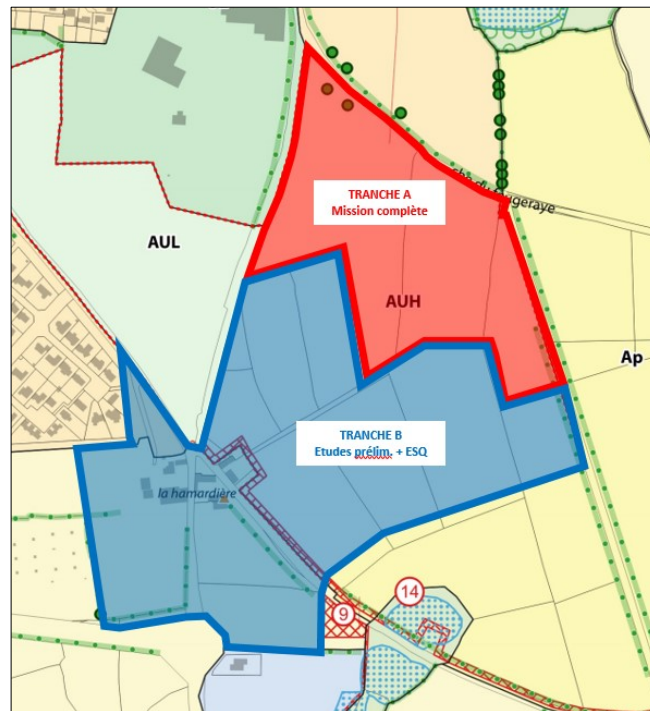 TRANCHE A
Mission complète
AUL
AUH
Ap
TRANCHE B
Etudes prélim. + ESQ
la hamardière
14
9